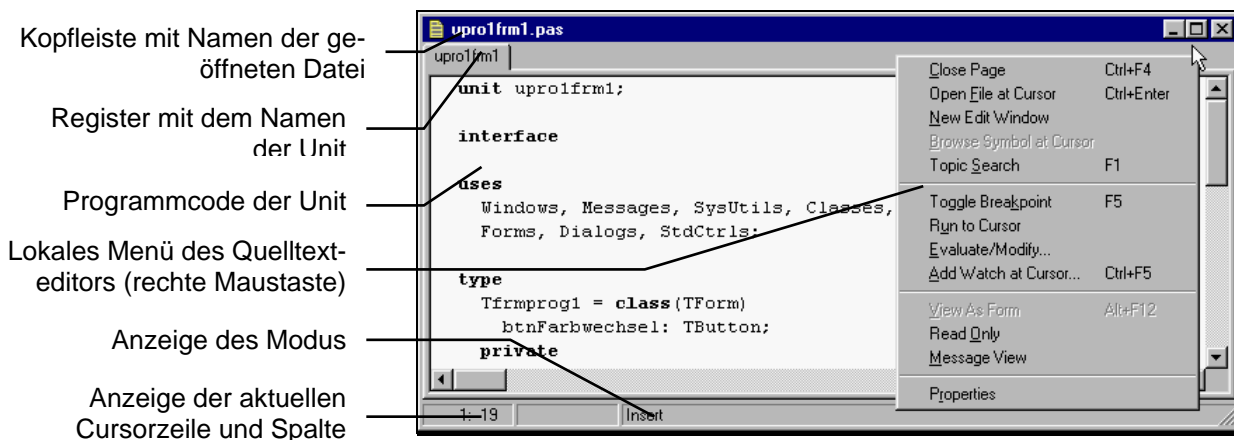 Kopfleiste mit Namen der ge-
öffneten Datei
Register mit dem Namen
der Unit
Programmcode der Unit
Lokales Menü des Quelltext-
editors (rechte Maustaste)
Anzeige des Modus
Anzeige der aktuellen
Cursorzeile und Spalte
upro1frm1.pas
upro1frm1
unit upro1frm1;
interface
uses
Windows, Messages, SysUtils, Classes,
Forms, Dialogs, StdCtrls;
type
Tfrmprog1 = class(TForm)
btnFarbwechsel: TButton;
private
1: 19
Insert
Close Page Ctrl+F4
Open File at Cursor Ctrl+Enter
New Edit Window
Browse Symbol at Cursor
Topic Search F1
Toggle Breakpoint F5
Run to Cursor
Evaluate/Modify...
Add Watch at Cursor... Ctrl+F5
View As Form Alt+F12
Read Only
Message View
Properties